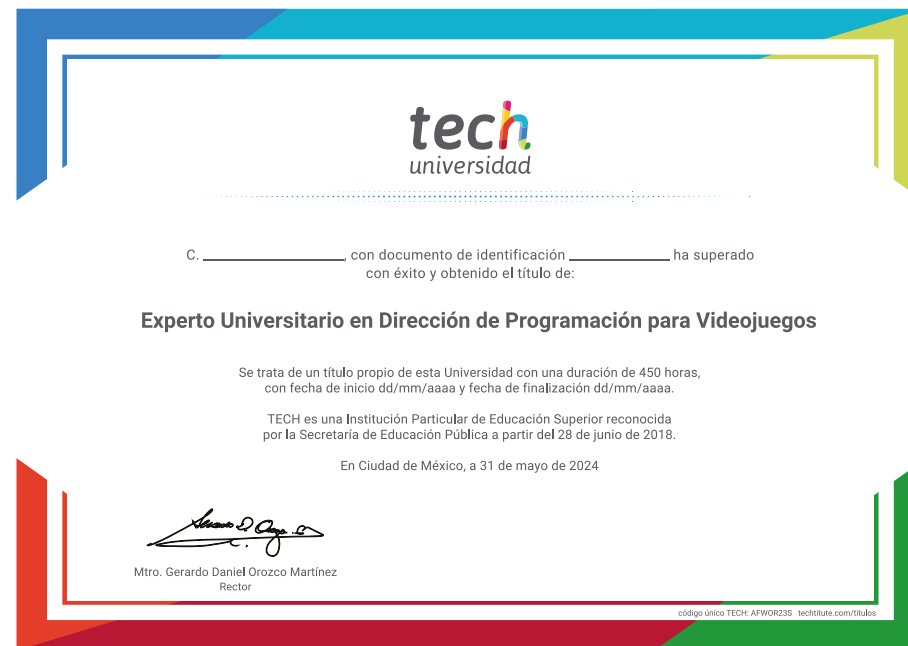 tech
universidad
C. ____________, con documento de identificación ____________ ha superado
con éxito y obtenido el título de:
Experto Universitario en Dirección de Programación para Videojuegos
Se trata de un título propio de esta Universidad con una duración de 450 horas,
con fecha de inicio dd/mm/aaaa y fecha de finalización dd/mm/aaaa.
TECH es una Institución Particular de Educación Superior reconocida
por la Secretaría de Educación Pública a partir del 28 de junio de 2018.
En Ciudad de México, a 31 de mayo de 2024
Mtro. Gerardo Daniel Orozco Martínez
Rector
código único TECH: AFWOR23S techtitute.com/titulos